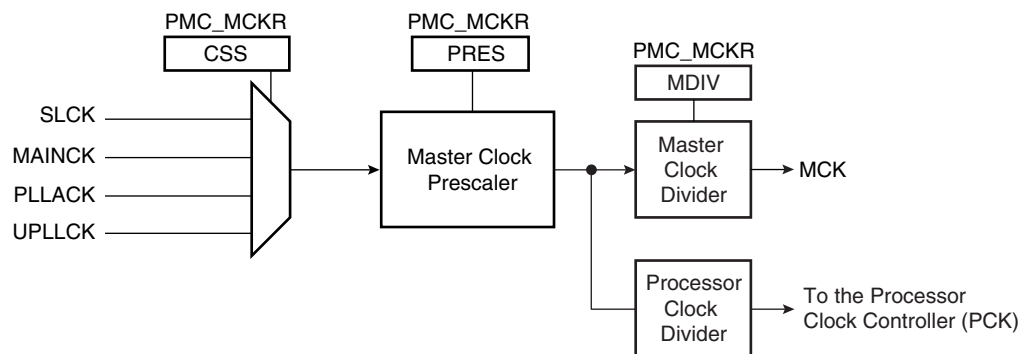 PMC_MCKR
CSS
PMC_MCKR
PRES
PMC_MCKR
MDIV
SLCK
MAINCK
PLLACK
UPLLCK
Master Clock
Prescaler
Master
Clock
Divider
MCK
Processor
Clock
Divider
To the Processor
Clock Controller (PCK)